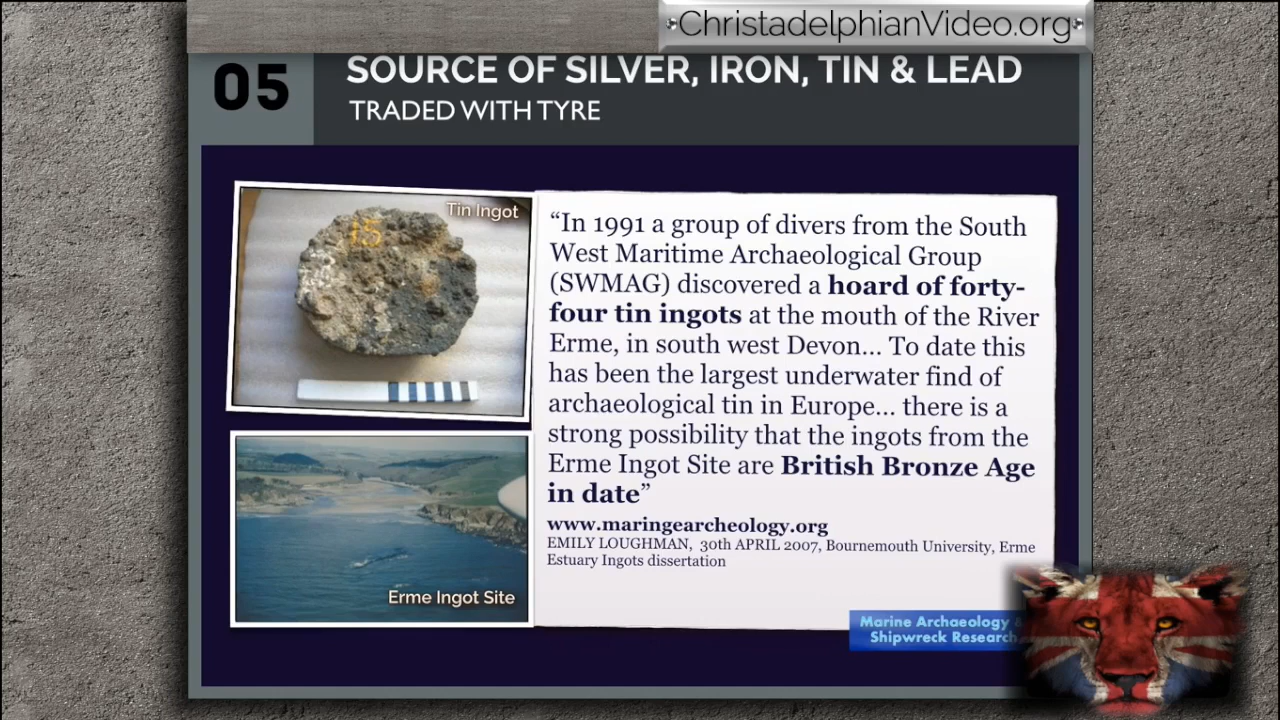 ChristadelphianVideo.org
05
SOURCE OF SILVER, IRON, TIN & LEAD
TRADED WITH TYRE
Tin Ingot
15
“In 1991 a group of divers from the South
West Maritime Archaeological Group
(SWMAG) discovered a hoard of forty-
four tin ingots at the mouth of the River
Erme, in south west Devon... To date this
has been the largest underwater find of
archaeological tin in Europe... there is a
strong possibility that the ingots from the
Erme Ingot Site are British Bronze Age
in date”
www.maringearcheology.org
EMILY LOUGHMAN, 30th APRIL 2007, Bournemouth University, Erme
Estuary Ingots dissertation
Erme Ingot Site
Marine Archaeology &
Shipwreck Research